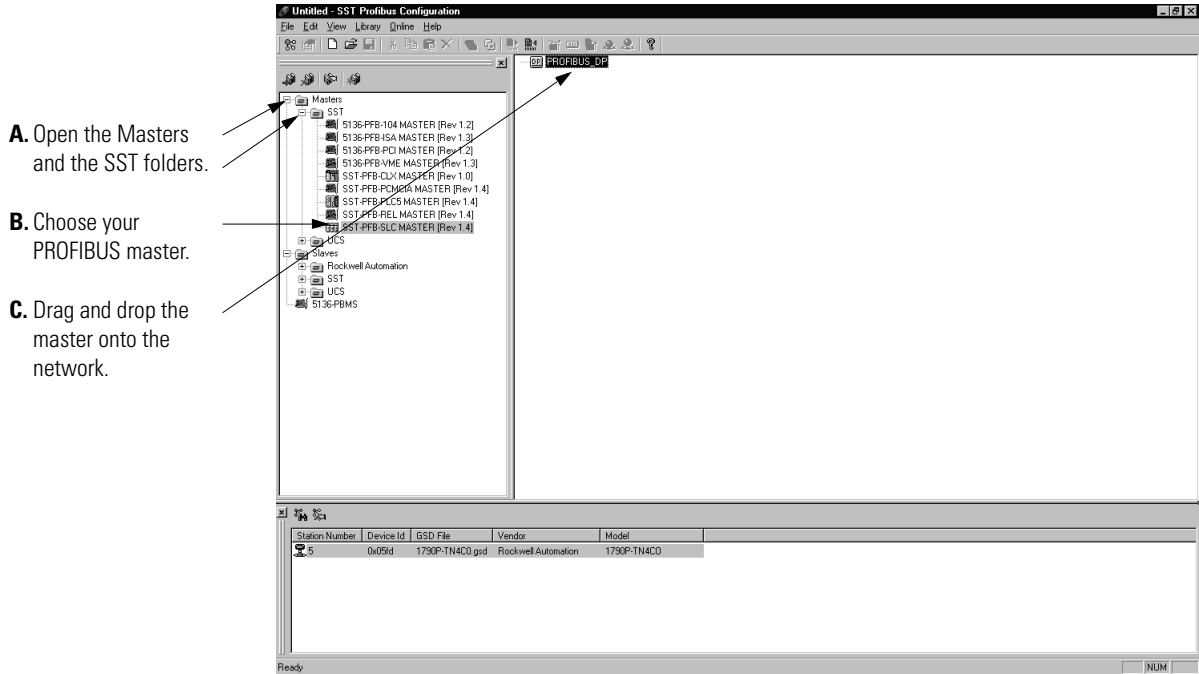 Untitled - SST Profibus Configuration
File Edit View Library Online Help
A. Open the Masters
and the SST folders.
B. Choose your
PROFIBUS master.
C. Drag and drop the
master onto the
network.
Masters
SST
5136-PFB-104 MASTER [Rev 1.2]
5136-PFB-ISA MASTER [Rev 1.3]
5136-PFB-PCI MASTER [Rev 1.2]
5136-PFB-VME MASTER [Rev 1.3]
SST-PFB-CLX MASTER [Rev 1.0]
SST-PFB-PCMCIA MASTER [Rev 1.4]
SST-PFB-PLC5 MASTER [Rev 1.4]
SST-PFB-REL MASTER [Rev 1.4]
SST-PFB-SLC MASTER [Rev 1.4]
UCS
Slaves
Rockwell Automation
SST
UCS
5136-PBMS
DP PROFIBUS_DP
Station Number Device Id GSD File Vendor Model
5 0x05fd 1790P-TN4C0.gsd Rockwell Automation 1790P-TN4C0
Ready NUM